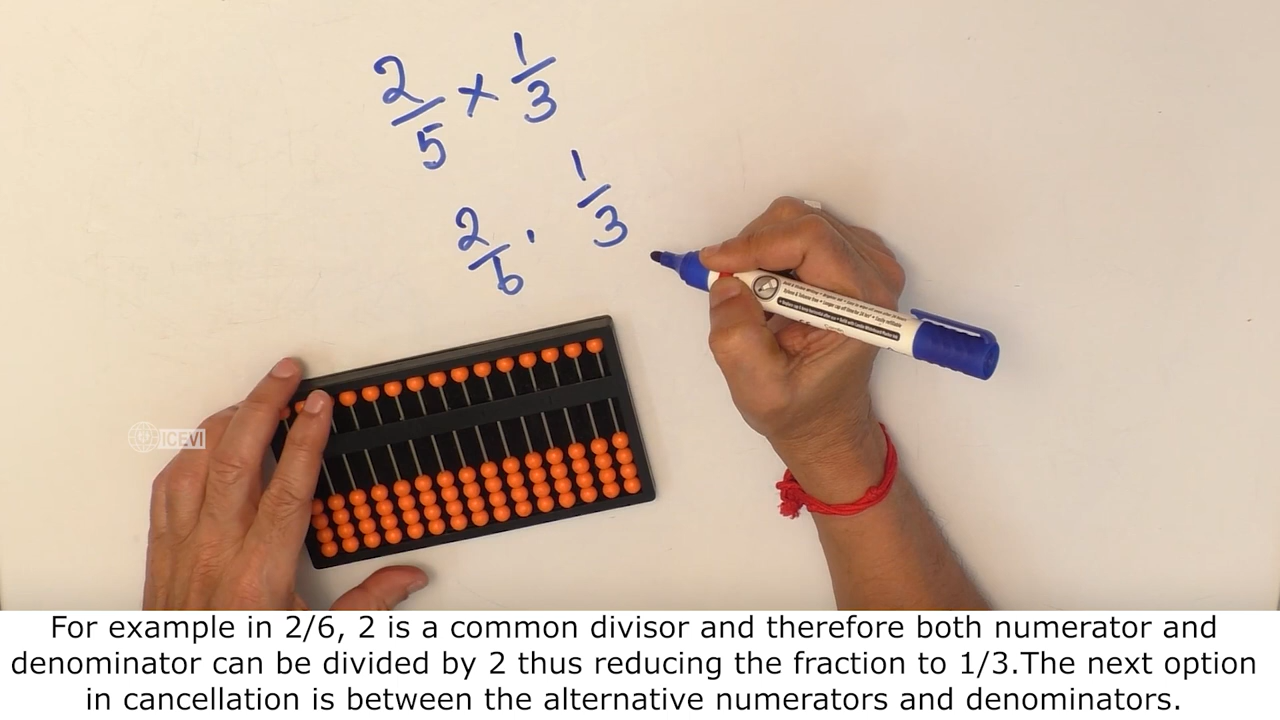 2/5 × 1/3
2/6 . 1/3
ICEVI
For example in 2/6, 2 is a common divisor and therefore both numerator and
denominator can be divided by 2 thus reducing the fraction to 1/3.The next option
in cancellation is between the alternative numerators and denominators.